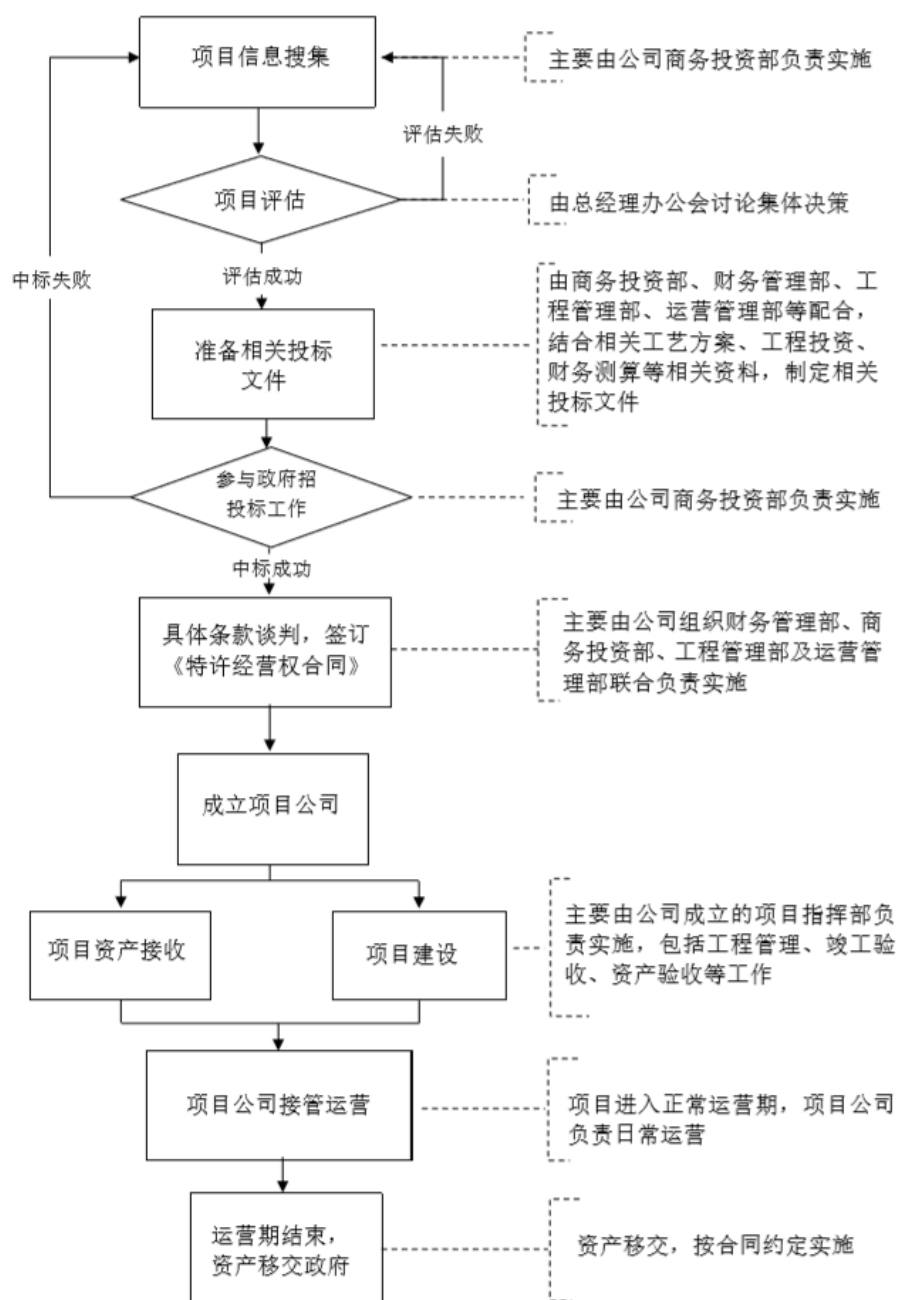 项目信息搜集
主要由公司商务投资部负责实施
评估失败
项目评估
由总经理办公会讨论集体决策
中标失败
评估成功
由商务投资部、财务管理部、工
程管理部、运营管理部等配合，
结合相关工艺方案、工程投资、
财务测算等相关资料，制定相关
投标文件
准备相关投标
文件
参与政府招
投标工作
主要由公司商务投资部负责实施
中标成功
具体条款谈判，签订
《特许经营权合同》
主要由公司组织财务管理部、商
务投资部、工程管理部及运营管
理部联合负责实施
成立项目公司
项目资产接收
项目建设
主要由公司成立的项目指挥部负
责实施，包括工程管理、竣工验
收、资产验收等工作
项目公司接管运营
项目进入正常运营期，项目公司
负责日常运营
运营期结束，
资产移交政府
资产移交，按合同约定实施